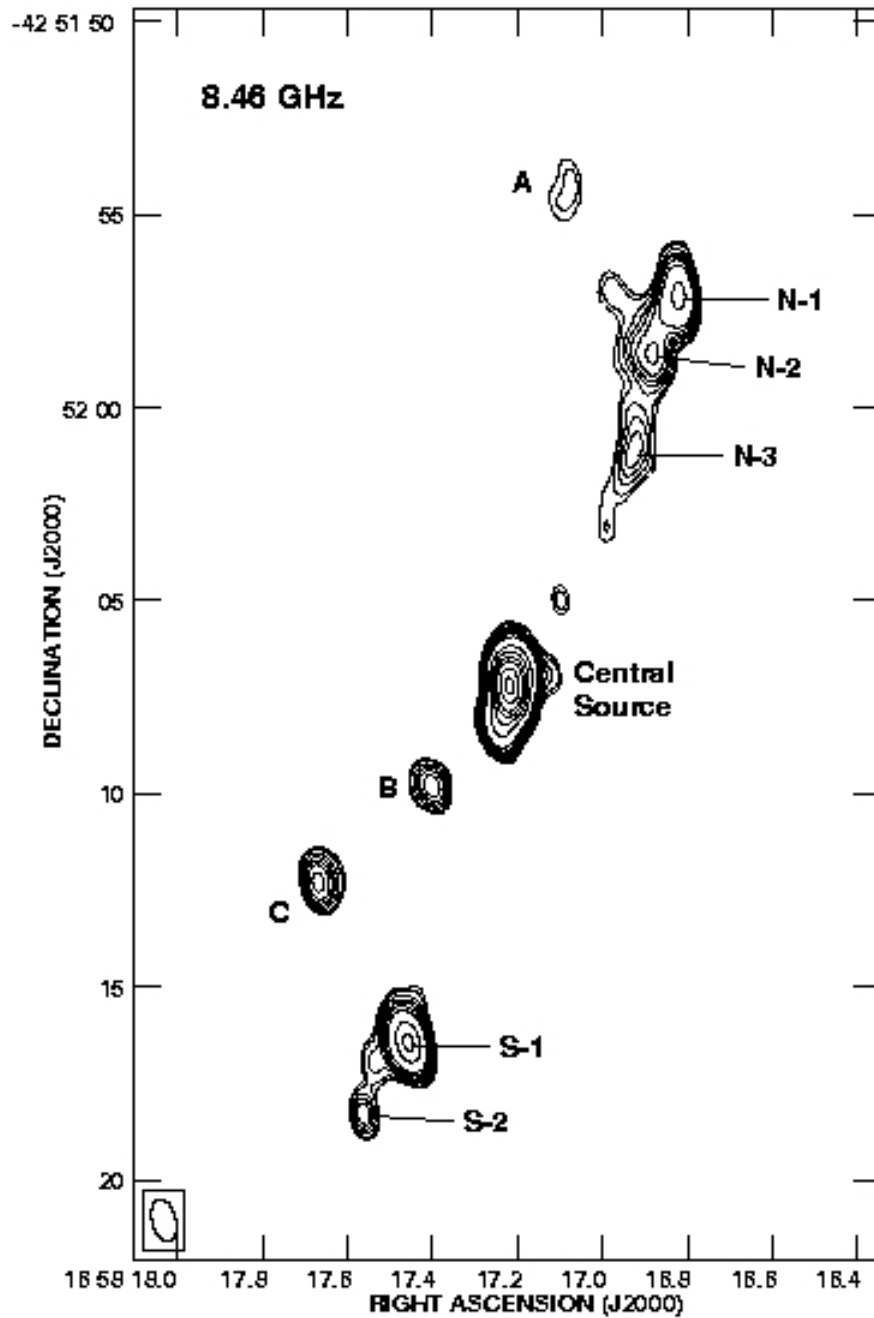 -42 51 50
8.46 GHz
A
55
N-1
N-2
52 00
N-3
DECLINATION (J2000)
05
Central
Source
B
10
C
15
S-1
S-2
20
16 59 18.0 17.8 17.6 17.4 17.2 17.0 16.8 16.6 16.4
RIGHT ASCENSION (J2000)